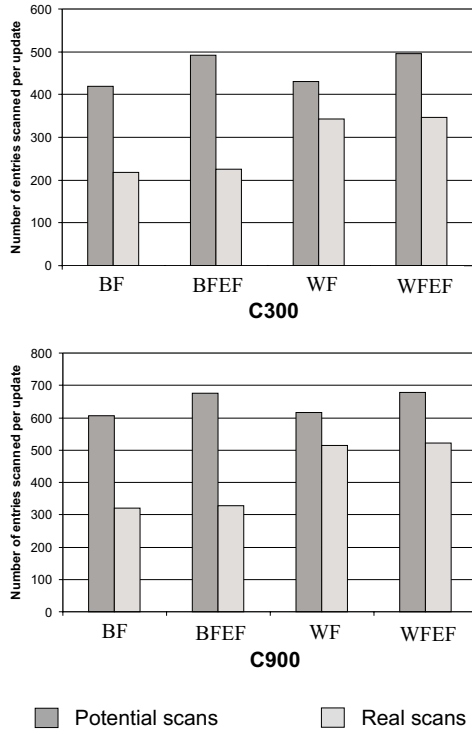 Number of entries scanned per update
600
500
400
300
200
100
0
BF BFEF WF WFEF
C300
Number of entries scanned per update
800
700
600
500
400
300
200
100
0
BF BFEF WF WFEF
C900
Potential scans Real scans